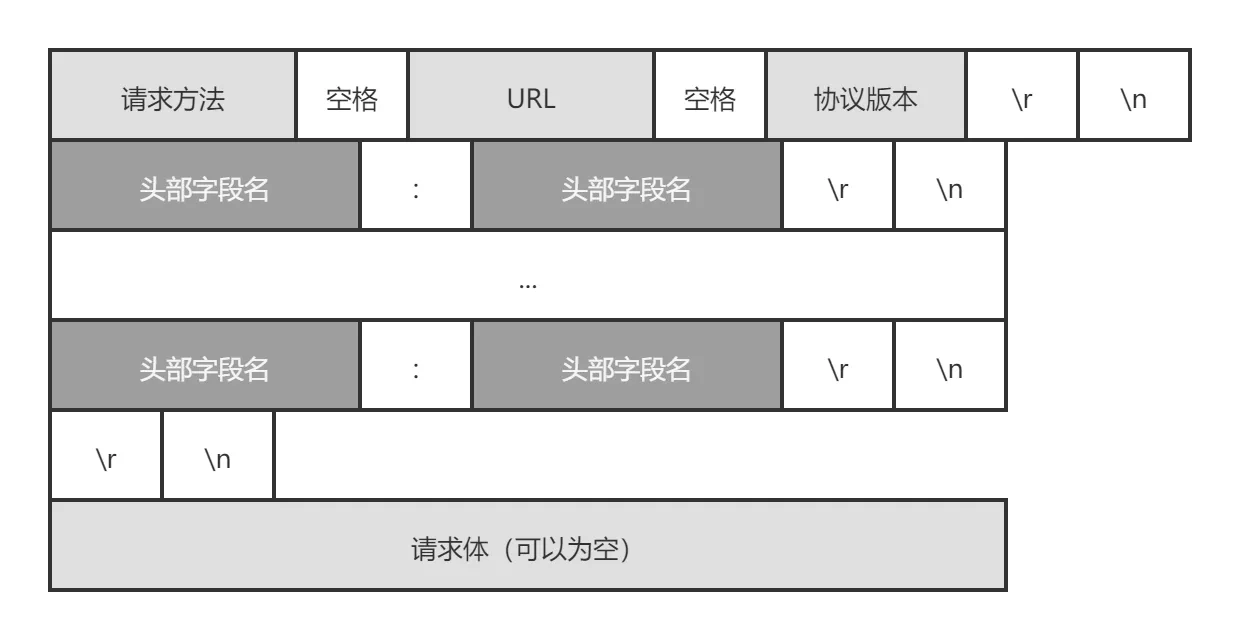 请求方法 空格 URL 空格 协议版本 \r \n
头部字段名 : 头部字段名 \r \n
...
头部字段名 : 头部字段名 \r \n
\r \n
请求体（可以为空）